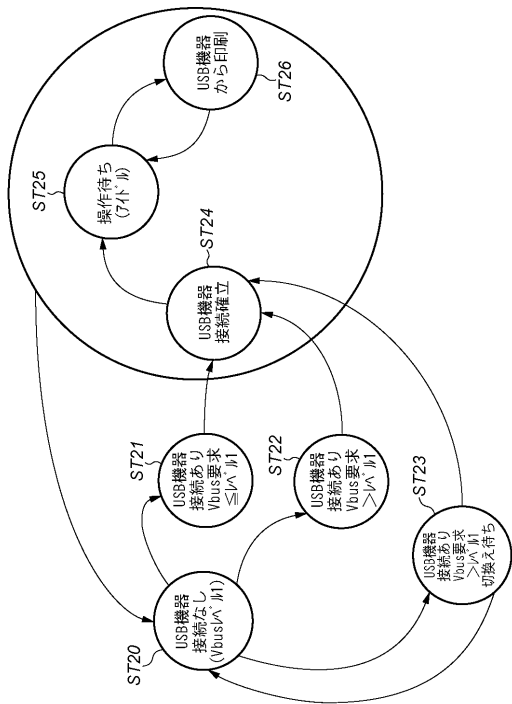 ST20
USB機器
接続なし
(Vbusﾚﾍﾞﾙ1)
ST21
USB機器
接続あり
Vbus要求
≦ﾚﾍﾞﾙ1
ST22
USB機器
接続あり
Vbus要求
＞ﾚﾍﾞﾙ1
ST23
USB機器
接続あり
Vbus要求
＞ﾚﾍﾞﾙ1
切換え待ち
ST24
USB機器
接続確立
ST25
操作待ち
(ｱｲﾄﾞﾙ)
ST26
USB機器
から印刷